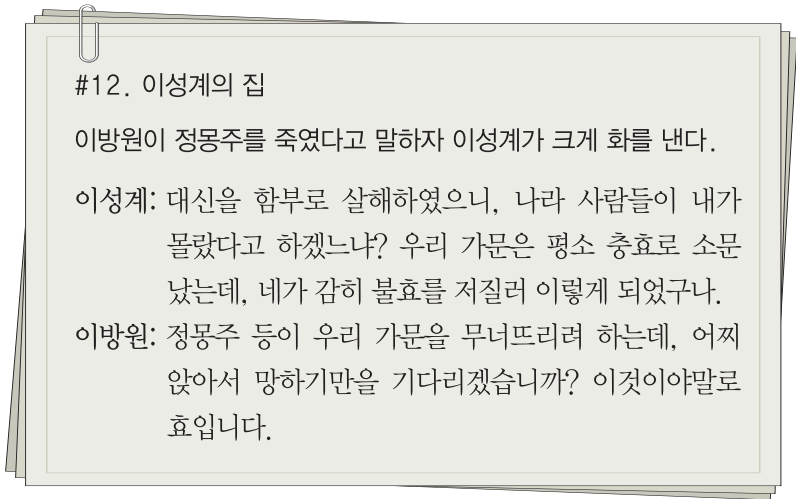 #12. 이성계의 집
이방원이 정몽주를 죽였다고 말하자 이성계가 크게 화를 낸다.
이성계: 대신을 함부로 살해하였으니, 나라 사람들이 내가
몰랐다고 하겠느냐? 우리 가문은 평소 충효로 소문
났는데, 네가 감히 불효를 저질러 이렇게 되었구나.
이방원: 정몽주 등이 우리 가문을 무너뜨리려 하는데, 어찌
앉아서 망하기만을 기다리겠습니까? 이것이야말로
효입니다.